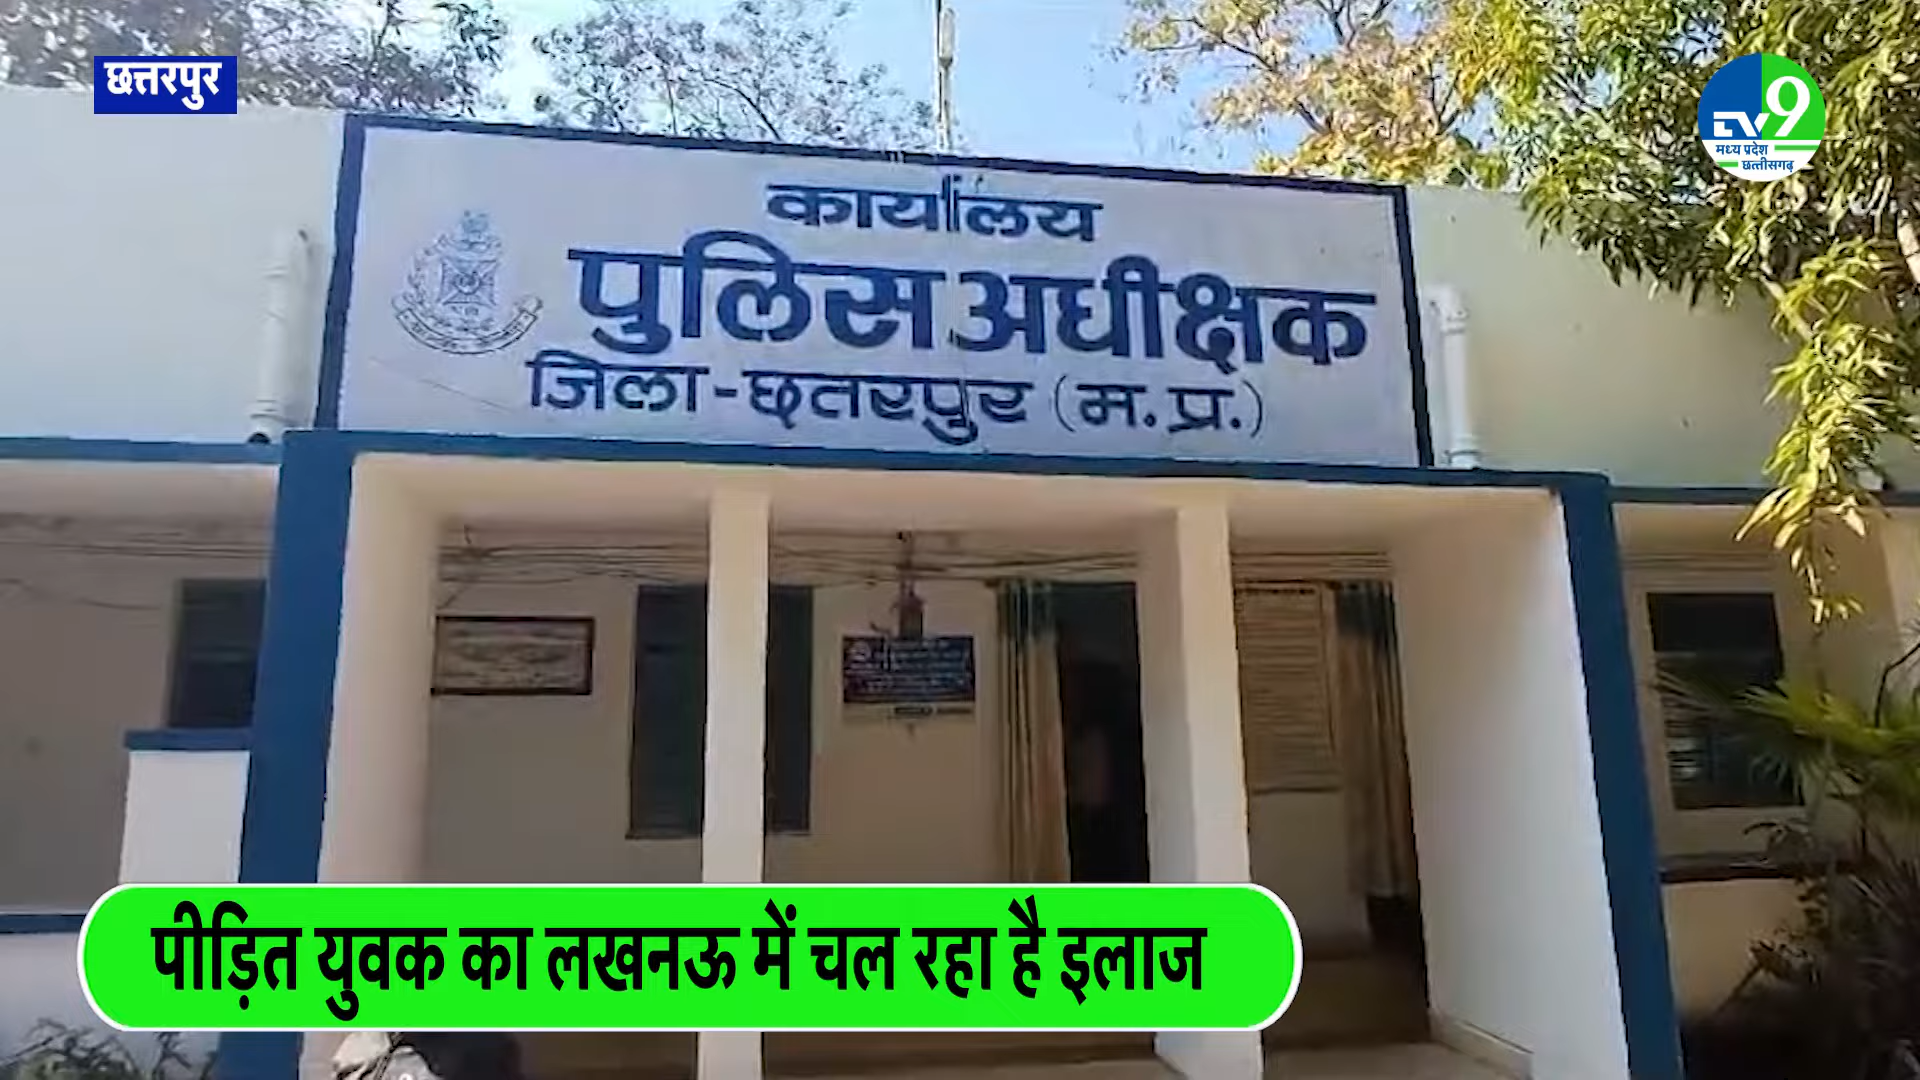 छत्तरपुर
TV9
मध्य प्रदेश
छत्तीसगढ़
कार्यालय
पुलिस अधीक्षक
जिला-छतरपुर (म.प्र.)
पीड़ित युवक का लखनऊ में चल रहा है इलाज